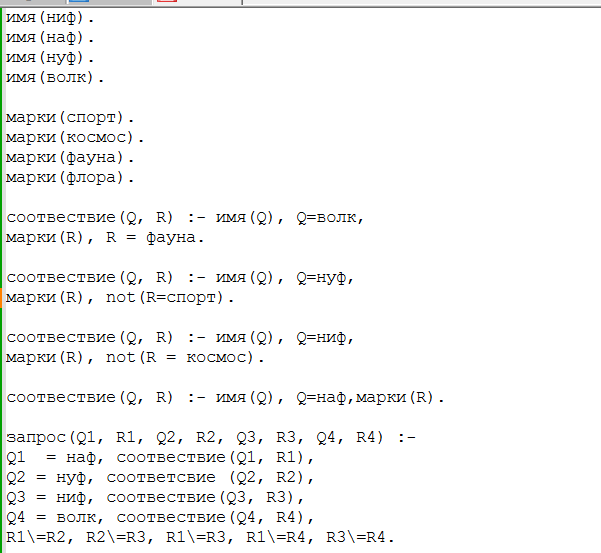 имя(ниф).
имя(наф).
имя(нуф).
имя(волк).
марки(спорт).
марки(космос).
марки(фауна).
марки(флора).
соотвествие(Q, R) :- имя(Q), Q=волк,
марки(R), R = фауна.
соотвествие(Q, R) :- имя(Q), Q=нуф,
марки(R), not(R=спорт).
соотвествие(Q, R) :- имя(Q), Q=ниф,
марки(R), not(R = космос).
соотвествие(Q, R) :- имя(Q), Q=наф,марки(R).
запрос(Q1, R1, Q2, R2, Q3, R3, Q4, R4) :-
Q1  = наф, соотвествие(Q1, R1),
Q2 = нуф, соответсвие (Q2, R2),
Q3 = ниф, соотвествие(Q3, R3),
Q4 = волк, соотвествие(Q4, R4),
R1\=R2, R2\=R3, R1\=R3, R1\=R4, R3\=R4.